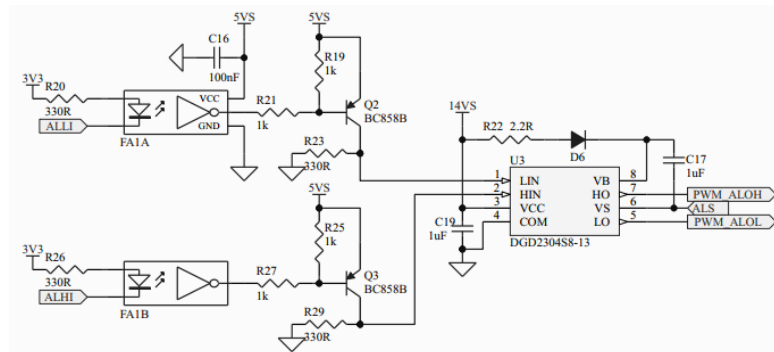 5VS
C16
100nF
3V3
R20
330R
ALLI
VCC
GND
FA1A
R21
1k
5VS
R19
1k
Q2
BC858B
R23
330R
5VS
R25
1k
3V3
R26
330R
ALHI
FA1B
R27
1k
Q3
BC858B
R29
330R
14VS
R22 2.2R
D6
C17
1uF
C19
1uF
U3
1 LIN VB 8
2 HIN HO 7
3 VCC VS 6
4 COM LO 5
DGD2304S8-13
PWM_ALOH
ALS
PWM_ALOL